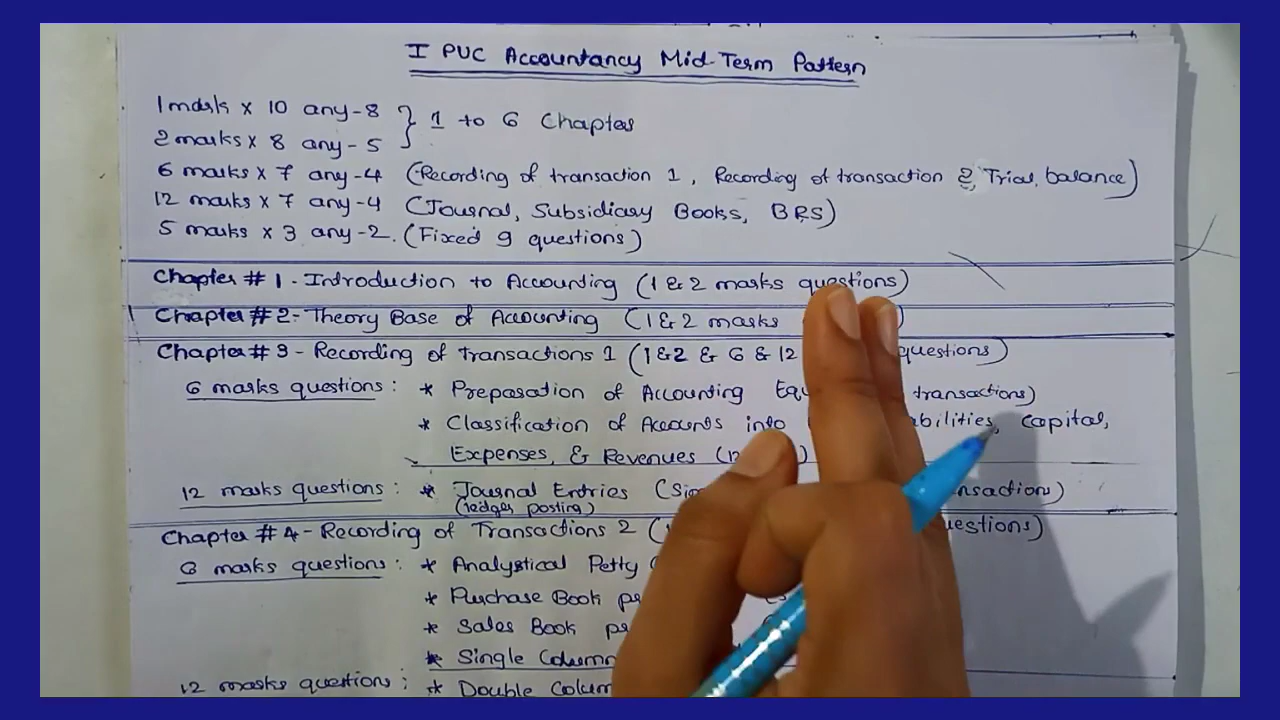 I PUC Accountancy Mid-Term Pattern
1 mark x 10 any-8 } 1 to 6 Chapter
2 marks x 8 any-5
6 marks x 7 any-4 (Recording of transaction 1, Recording of transaction 2, Trial balance)
12 marks x 7 any-4 (Journal, Subsidiary Books, BRS)
5 marks x 3 any-2. (Fixed 9 questions)
Chapter # 1. Introduction to Accounting (1 & 2 marks questions)
Chapter # 2- Theory Base of Accounting (1 & 2 marks )
Chapter # 3 - Recording of transactions 1 (1 & 2 & 6 & 12 questions)
6 marks questions : * Preparation of Accounting transactions)
* Classification of Accounts into Capital,
Expenses, & Revenues
12 marks questions : * Journal Entries
(ledger posting)
Chapter # 4 - Recording of Transactions 2
6 marks questions : * Analytical Petty
* Purchase Book
* Sales Book
* Single Column
12 marks questions : * Double Colum